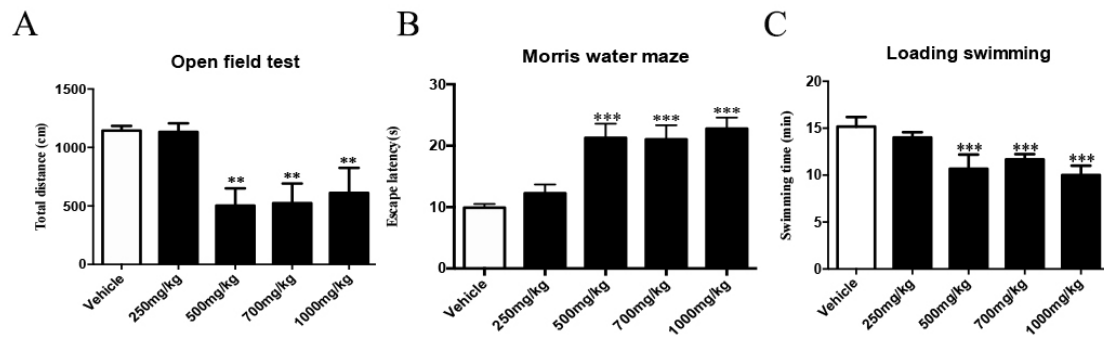 A
Open field test
Total distance (cm)
1500
1000
500
0
**
**
**
Vehicle
250mg/kg
500mg/kg
700mg/kg
1000mg/kg
B
Morris water maze
Escape latency(s)
30
20
10
0
***
***
***
Vehicle
250mg/kg
500mg/kg
700mg/kg
1000mg/kg
C
Loading swimming
Swimming time (min)
20
15
10
5
0
***
***
***
Vehicle
250mg/kg
500mg/kg
700mg/kg
1000mg/kg